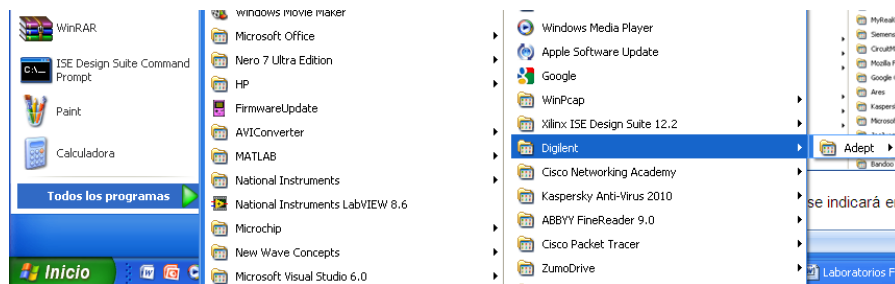 WinRAR
ISE Design Suite Command
Prompt
Paint
Calculadora
Todos los programas
Inicio
Windows Movie Maker
Microsoft Office
Nero 7 Ultra Edition
HP
FirmwareUpdate
AVIConverter
MATLAB
National Instruments
National Instruments LabVIEW 8.6
Microchip
New Wave Concepts
Microsoft Visual Studio 6.0
Windows Media Player
Apple Software Update
Google
WinPcap
Xilinx ISE Design Suite 12.2
Digilent
Cisco Networking Academy
Kaspersky Anti-Virus 2010
ABBYY FineReader 9.0
Cisco Packet Tracer
ZumoDrive
Siemens
Mozilla F
Google
Ares
Kaspers
Microsof
Adept
Bandoo
se indicará e
Laboratorios F